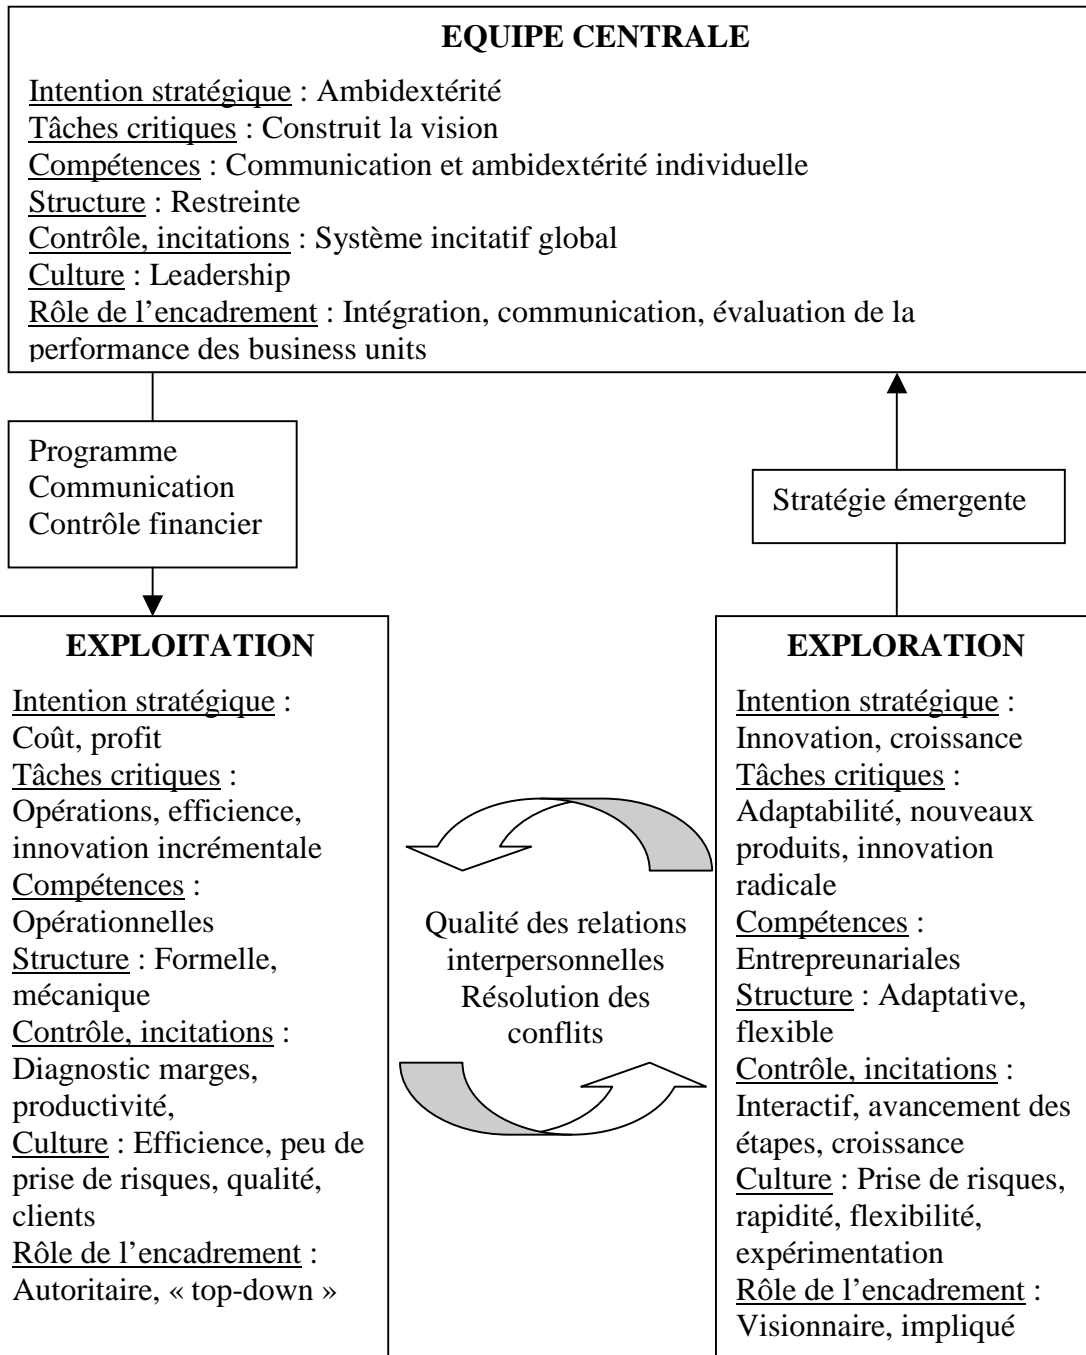 EQUIPE CENTRALE
Intention stratégique : Ambidextérité
Tâches critiques : Construit la vision
Compétences : Communication et ambidextérité individuelle
Structure : Restreinte
Contrôle, incitations : Système incitatif global
Culture : Leadership
Rôle de l’encadrement : Intégration, communication, évaluation de la
performance des business units
Programme
Communication
Contrôle financier
Stratégie émergente
EXPLOITATION
Intention stratégique :
Coût, profit
Tâches critiques :
Opérations, efficience,
innovation incrémentale
Compétences :
Opérationnelles
Structure : Formelle,
mécanique
Contrôle, incitations :
Diagnostic marges,
productivité,
Culture : Efficience, peu de
prise de risques, qualité,
clients
Rôle de l’encadrement :
Autoritaire, « top-down »
Qualité des relations
interpersonnelles
Résolution des
conflits
EXPLORATION
Intention stratégique :
Innovation, croissance
Tâches critiques :
Adaptabilité, nouveaux
produits, innovation
radicale
Compétences :
Entrepreunariales
Structure : Adaptative,
flexible
Contrôle, incitations :
Interactif, avancement des
étapes, croissance
Culture : Prise de risques,
rapidité, flexibilité,
expérimentation
Rôle de l’encadrement :
Visionnaire, impliqué